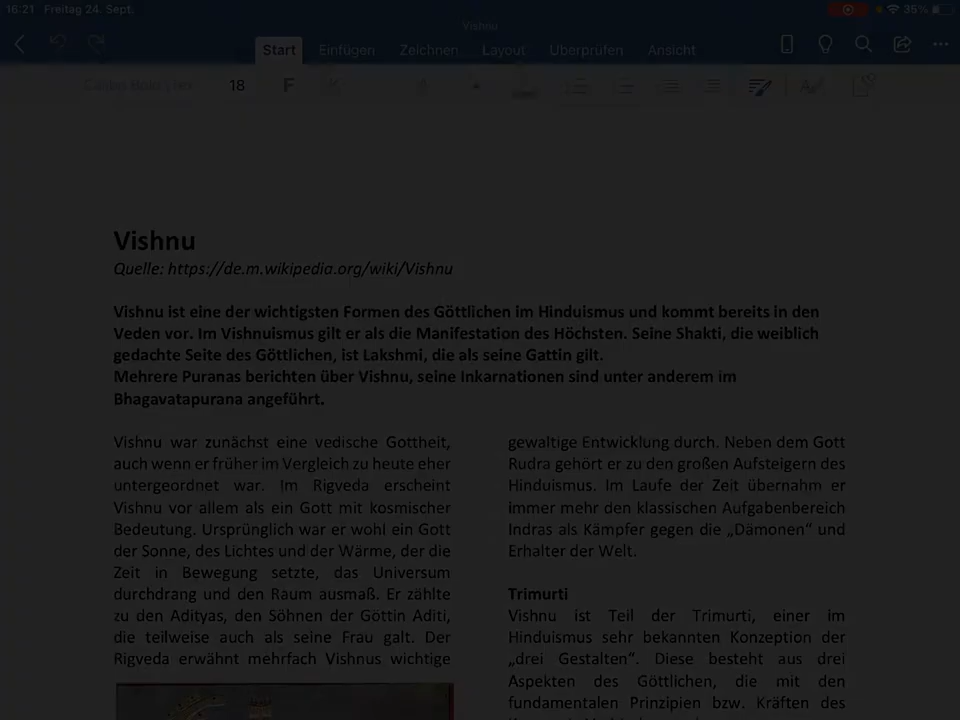 16:21 Freitag 24. Sept.
35%
Vishnu
Start Einfügen Zeichnen Layout Überprüfen Ansicht
18 F
Vishnu
Quelle: https://de.m.wikipedia.org/wiki/Vishnu
Vishnu ist eine der wichtigsten Formen des Göttlichen im Hinduismus und kommt bereits in den
Veden vor. Im Vishnuismus gilt er als die Manifestation des Höchsten. Seine Shakti, die weiblich
gedachte Seite des Göttlichen, ist Lakshmi, die als seine Gattin gilt.
Mehrere Puranas berichten über Vishnu, seine Inkarnationen sind unter anderem im
Bhagavatapurana angeführt.
Vishnu war zunächst eine vedische Gottheit,
auch wenn er früher im Vergleich zu heute eher
untergeordnet war. Im Rigveda erscheint
Vishnu vor allem als ein Gott mit kosmischer
Bedeutung. Ursprünglich war er wohl ein Gott
der Sonne, des Lichtes und der Wärme, der die
Zeit in Bewegung setzte, das Universum
durchdrang und den Raum ausmaß. Er zählte
zu den Adityas, den Söhnen der Göttin Aditi,
die teilweise auch als seine Frau galt. Der
Rigveda erwähnt mehrfach Vishnus wichtige
gewaltige Entwicklung durch. Neben dem Gott
Rudra gehört er zu den großen Aufsteigern des
Hinduismus. Im Laufe der Zeit übernahm er
immer mehr den klassischen Aufgabenbereich
Indras als Kämpfer gegen die „Dämonen“ und
Erhalter der Welt.
Trimurti
Vishnu ist Teil der Trimurti, einer im
Hinduismus sehr bekannten Konzeption der
„drei Gestalten“. Diese besteht aus drei
Aspekten des Göttlichen, die mit den
fundamentalen Prinzipien bzw. Kräften des